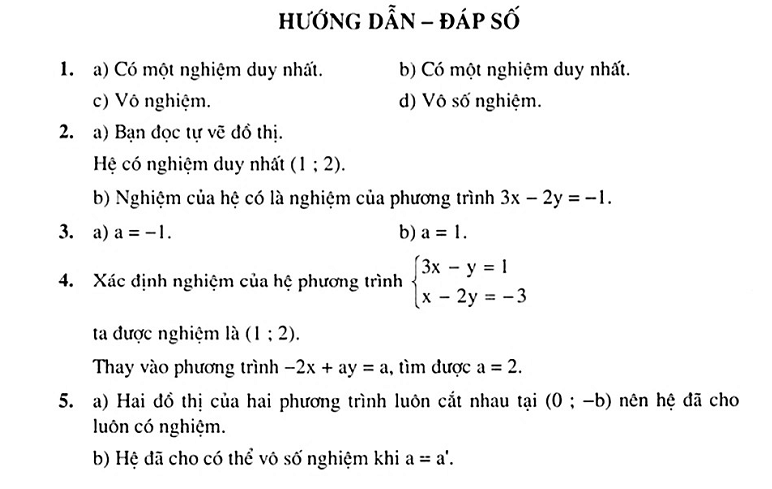 HƯỚNG DẪN – ĐÁP SỐ
1. a) Có một nghiệm duy nhất. b) Có một nghiệm duy nhất.
c) Vô nghiệm. d) Vô số nghiệm.
2. a) Bạn đọc tự vẽ đồ thị.
Hệ có nghiệm duy nhất (1 ; 2).
b) Nghiệm của hệ có là nghiệm của phương trình 3x – 2y = –1.
3. a) a = –1. b) a = 1.
4. Xác định nghiệm của hệ phương trình { 3x – y = 1
x – 2y = –3
ta được nghiệm là (1 ; 2).
Thay vào phương trình –2x + ay = a, tìm được a = 2.
5. a) Hai đồ thị của hai phương trình luôn cắt nhau tại (0 ; –b) nên hệ đã cho
luôn có nghiệm.
b) Hệ đã cho có thể vô số nghiệm khi a = a'.